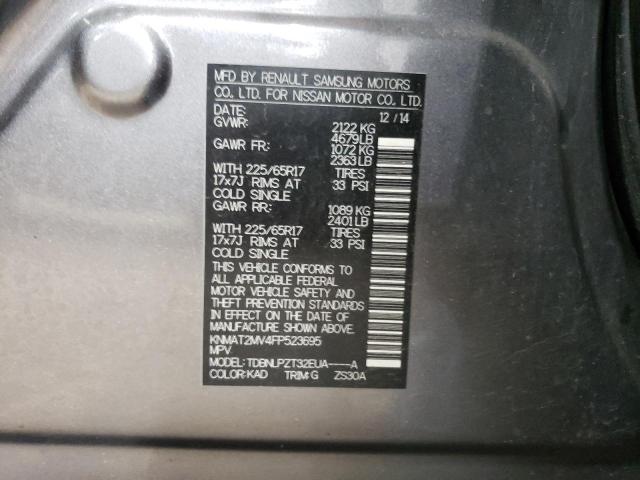 MFD BY RENAULT SAMSUNG MOTORS
CO., LTD. FOR NISSAN MOTOR CO., LTD.
DATE: 12 / 14
GVWR: 2122 KG
4679 LB
GAWR FR: 1072 KG
2363 LB
WITH 225/65R17 TIRES
17x7J RIMS AT 33 PSI
COLD SINGLE
GAWR RR: 1089 KG
2401 LB
WITH 225/65R17 TIRES
17x7J RIMS AT 33 PSI
COLD SINGLE
THIS VEHICLE CONFORMS TO
ALL APPLICABLE FEDERAL
MOTOR VEHICLE SAFETY AND
THEFT PREVENTION STANDARDS
IN EFFECT ON THE DATE OF
MANUFACTURE SHOWN ABOVE.
KNMAT2MV4FP523695
MPV
MODEL: TDBNLPZT32EUA----A
COLOR: KAD TRIM: G ZS30A